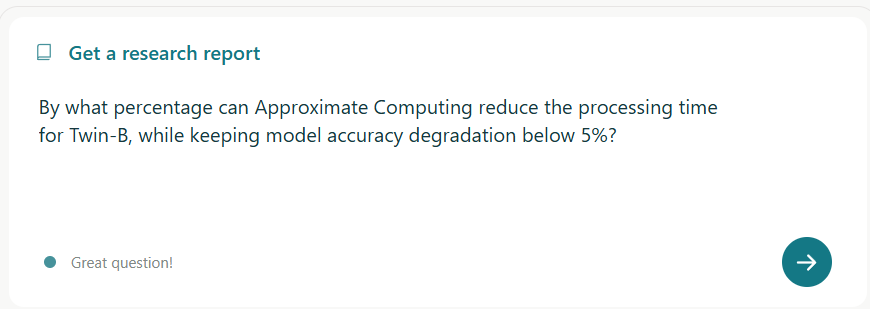 Get a research report
By what percentage can Approximate Computing reduce the processing time
for Twin-B, while keeping model accuracy degradation below 5%?
Great question!